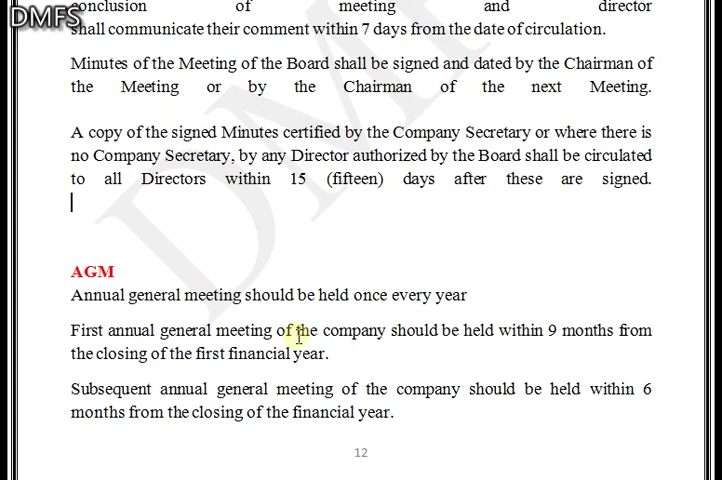 DMFS
conclusion of meeting and director
shall communicate their comment within 7 days from the date of circulation.
Minutes of the Meeting of the Board shall be signed and dated by the Chairman of
the Meeting or by the Chairman of the next Meeting.
A copy of the signed Minutes certified by the Company Secretary or where there is
no Company Secretary, by any Director authorized by the Board shall be circulated
to all Directors within 15 (fifteen) days after these are signed.
AGM
Annual general meeting should be held once every year
First annual general meeting of the company should be held within 9 months from
the closing of the first financial year.
Subsequent annual general meeting of the company should be held within 6
months from the closing of the financial year.
12